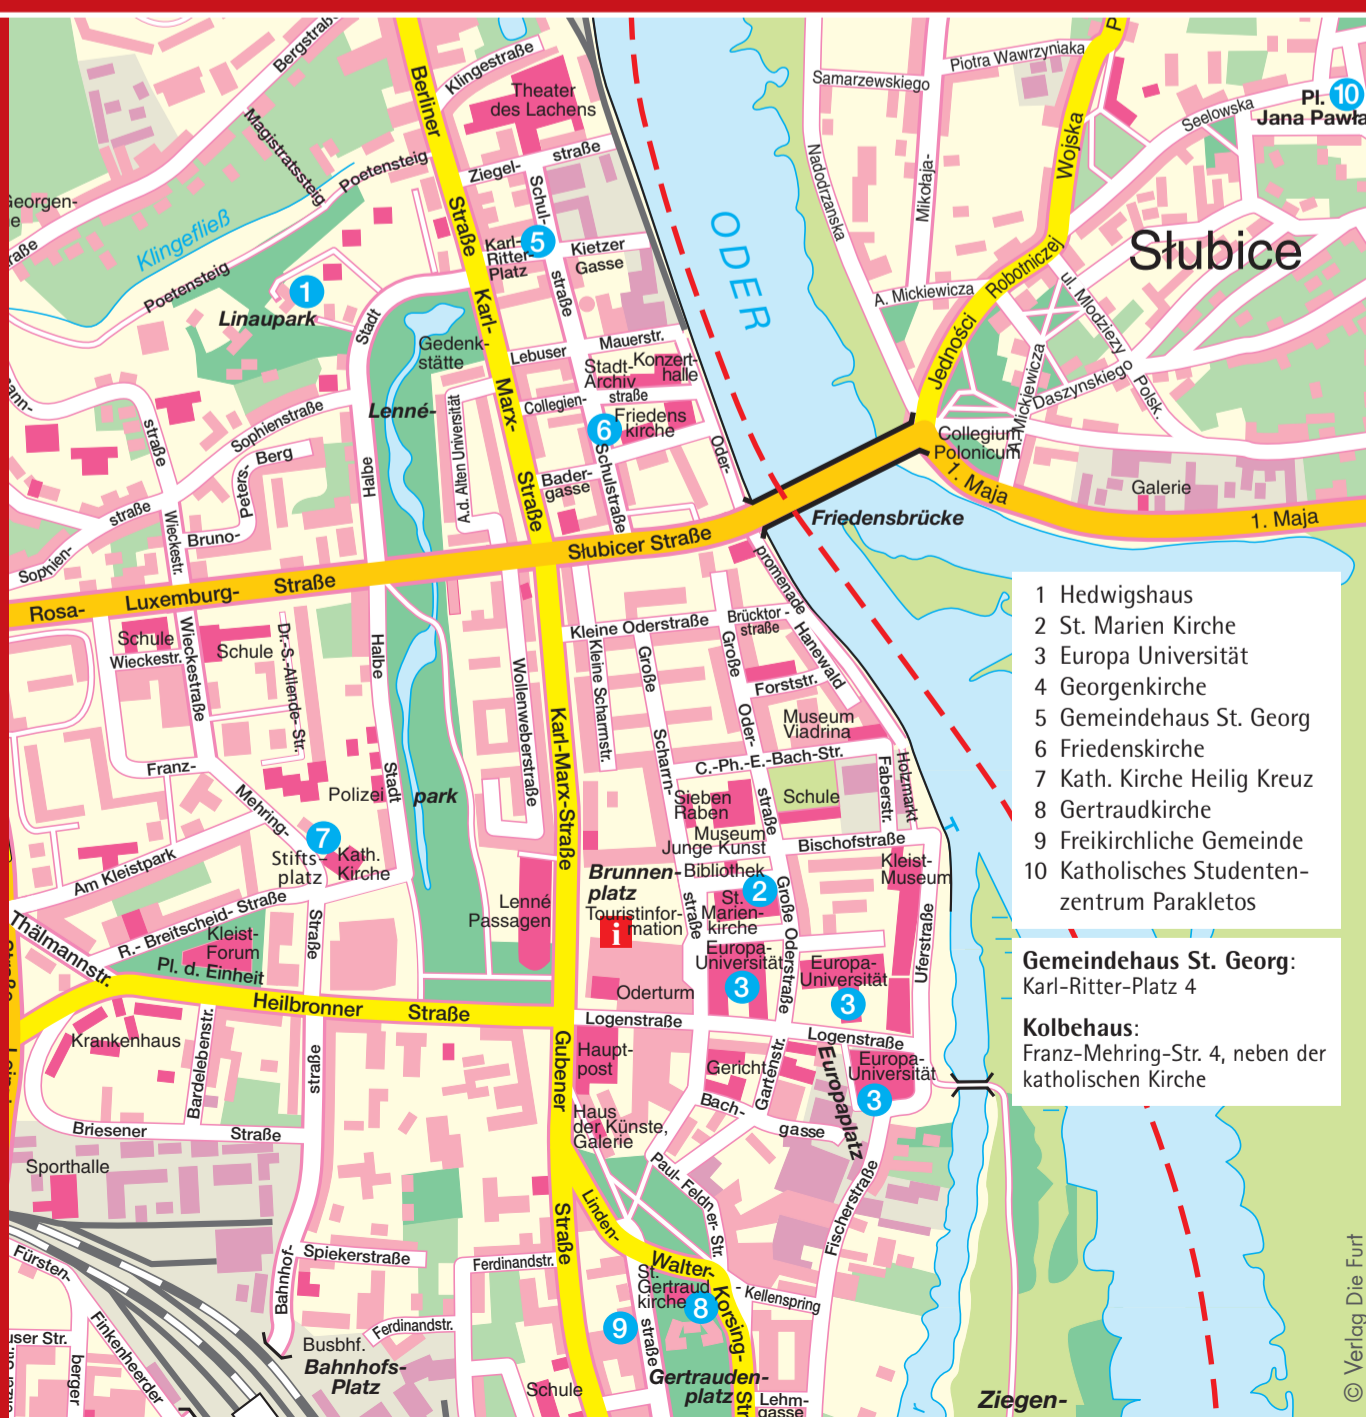 Bergstraße
Berliner
Straße
Karl-
Marx-
Straße
Klingestraße
Theater
des Lachens
Magistratssteig
Poetensteig
Ziegel-
straße
Schul-
straße
Klingefließ
Poetensteig
Georgen-
Karl-
Ritter-
Platz
5
Kietzer
Gasse
1
Linaupark
Stadt
Halbe
Gedenk-
stätte
Lenné-
Lebuser
Mauerstr.
Stadt-
Archiv
Konzert-
halle
Collegien-
straße
6
Friedens
kirche
A.d. Alten Universität
Bader-
gasse
Schulstraße
Oder-
promenade
Hanewald
ODER
Samarzewskiego
Piotra Wawrzyniaka
Nadodrzanska
Mikołaja-
Wojska
Seelowska
Pl.
10
Jana Pawła
Słubice
A. Mickiewicza
Jedności
Robotniczej
ul. Mlodziezy
Polsk.
Daszynskiego
A. Mickiewicza
Collegium
Polonicum
1. Maja
Galerie
1. Maja
Friedensbrücke
Sophienstraße
Berg
Peters-
Bruno-
straße
straße
Sophien-
Wieckestr.
Rosa-
Luxemburg-
Straße
Słubicer Straße
Schule
Wieckestr.
Wieckestraße
Schule
Dr.-S.-Allende-Str.
Halbe
Stadt
park
Franz-
Mehring-
Polizei
7
Stifts-
platz
Kath.
Kirche
Am Kleistpark
R.- Breitscheid- Straße
Straße
Kleist-
Forum
Pl. d. Einheit
Thälmannstr.
Heilbronner
Straße
Krankenhaus
Bardelebenstr.
straße
Briesener
Straße
Sporthalle
Bahnhof-
Spiekerstraße
Ferdinandstr.
Ferdinandstr.
Fürsten-
Finkenheerder
berger
Busbhf.
Bahnhofs-
Platz
Wollenweberstraße
Karl-Marx-Straße
Kleine Oderstraße
Kleine Scharrnstr.
Große
Scharrn-
straße
Brücktor-
straße
Große
Oder-
straße
Forststr.
Museum
Viadrina
C.-Ph.-E.-Bach-Str.
Faberstr.
Holzmarkt
Sieben
Raben
Schule
Museum
Junge Kunst
Bischofstraße
Bibliothek
Brunnen-
platz
2
St.
Marien-
kirche
Kleist-
Museum
Lenné
Passagen
Touristinfor-
mation
i
Große Oderstraße
Uferstraße
Europa-
Universität
3
Europa-
Universität
3
Oderturm
Logenstraße
Logenstraße
Gubener
Straße
Haupt-
post
Gericht
Gartenstr.
Europaplatz
Europa-
Universität
3
Haus
der Künste,
Galerie
Bach-
gasse
Paul- Feldner- Str.
Fischerstraße
Linden-
straße
Walter-
Korsing-
Str
St.
Gertraud
kirche
8
9
Kellenspring
Gertrauden-
platz
Lehm-
gasse
Schule
Ziegen-
1 Hedwigshaus
2 St. Marien Kirche
3 Europa Universität
4 Georgenkirche
5 Gemeindehaus St. Georg
6 Friedenskirche
7 Kath. Kirche Heilig Kreuz
8 Gertraudkirche
9 Freikirchliche Gemeinde
10 Katholisches Studenten-
zentrum Parakletos
Gemeindehaus St. Georg:
Karl-Ritter-Platz 4
Kolbehaus:
Franz-Mehring-Str. 4, neben der
katholischen Kirche
© Verlag Die Furt